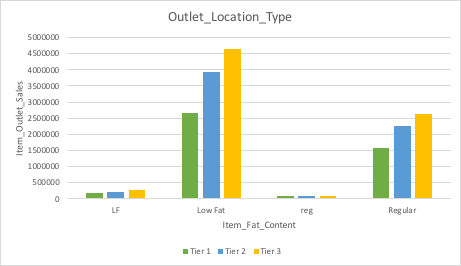 Outlet_Location_Type
5000000
4500000
4000000
3500000
3000000
2500000
2000000
1500000
1000000
500000
0
Item_Outlet_Sales
LF
Low Fat
reg
Regular
Item_Fat_Content
Tier 1 Tier 2 Tier 3